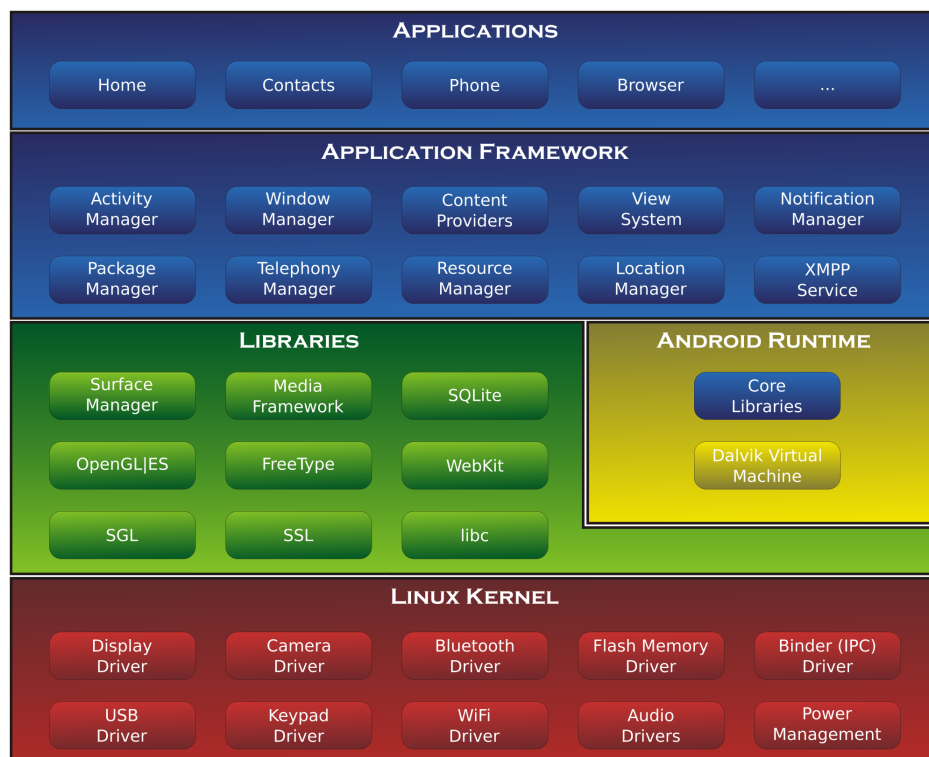 APPLICATIONS
Home
Contacts
Phone
Browser
...
APPLICATION FRAMEWORK
Activity
Manager
Window
Manager
Content
Providers
View
System
Notification
Manager
Package
Manager
Telephony
Manager
Resource
Manager
Location
Manager
XMPP
Service
LIBRARIES
Surface
Manager
Media
Framework
SQLite
OpenGL|ES
FreeType
WebKit
SGL
SSL
libc
ANDROID RUNTIME
Core
Libraries
Dalvik Virtual
Machine
LINUX KERNEL
Display
Driver
Camera
Driver
Bluetooth
Driver
Flash Memory
Driver
Binder (IPC)
Driver
USB
Driver
Keypad
Driver
WiFi
Driver
Audio
Drivers
Power
Management